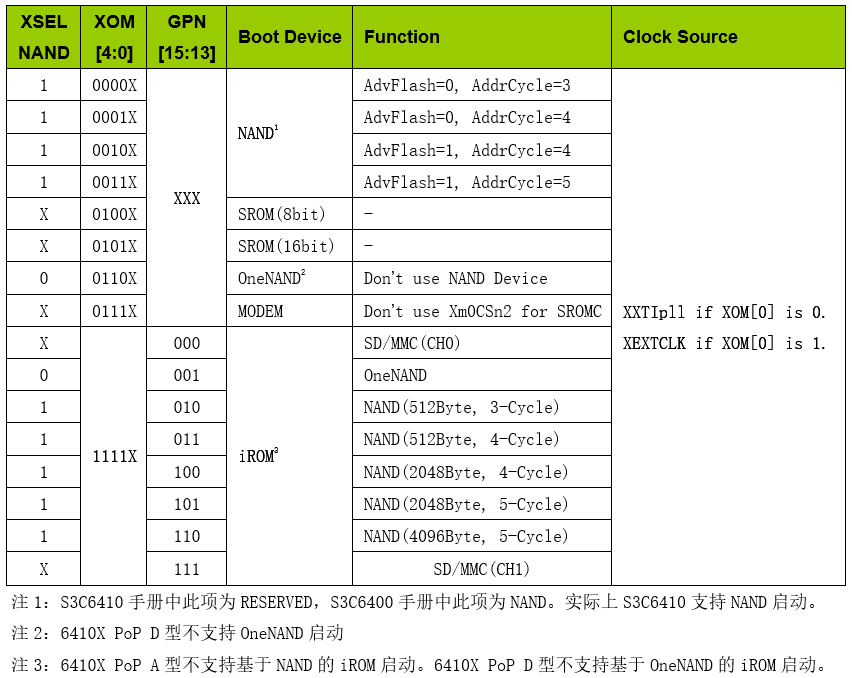 XSEL NAND XOM [4:0] GPN [15:13] Boot Device Function Clock Source
1 0000X XXX NAND1 AdvFlash=0, AddrCycle=3
1 0001X AdvFlash=0, AddrCycle=4
1 0010X AdvFlash=1, AddrCycle=4
1 0011X AdvFlash=1, AddrCycle=5
X 0100X SROM(8bit) -
X 0101X SROM(16bit) -
0 0110X OneNAND2 Don't use NAND Device
X 0111X MODEM Don't use Xm0CSn2 for SROMC
XXTIpll if XOM[0] is 0.
XEXTCLK if XOM[0] is 1.
X 1111X 000 iROM3 SD/MMC(CH0)
0 001 OneNAND
1 010 NAND(512Byte, 3-Cycle)
1 011 NAND(512Byte, 4-Cycle)
1 100 NAND(2048Byte, 4-Cycle)
1 101 NAND(2048Byte, 5-Cycle)
1 110 NAND(4096Byte, 5-Cycle)
X 111 SD/MMC(CH1)
注 1：S3C6410 手册中此项为 RESERVED，S3C6400 手册中此项为 NAND。实际上 S3C6410 支持 NAND 启动。
注 2：6410X PoP D 型不支持 OneNAND 启动
注 3：6410X PoP A 型不支持基于 NAND 的 iROM 启动。6410X PoP D 型不支持基于 OneNAND 的 iROM 启动。